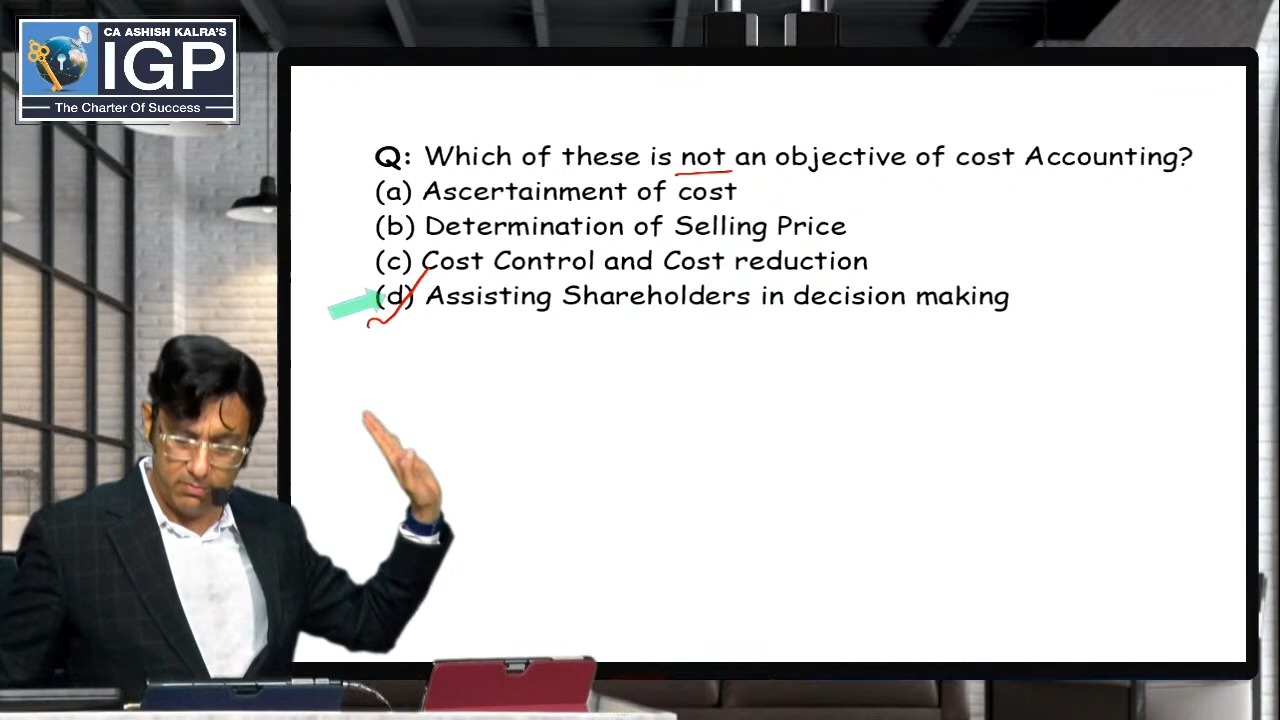 CA ASHISH KALRA'S
IGP
The Charter Of Success
Q: Which of these is not an objective of cost Accounting?
(a) Ascertainment of cost
(b) Determination of Selling Price
(c) Cost Control and Cost reduction
(d) Assisting Shareholders in decision making